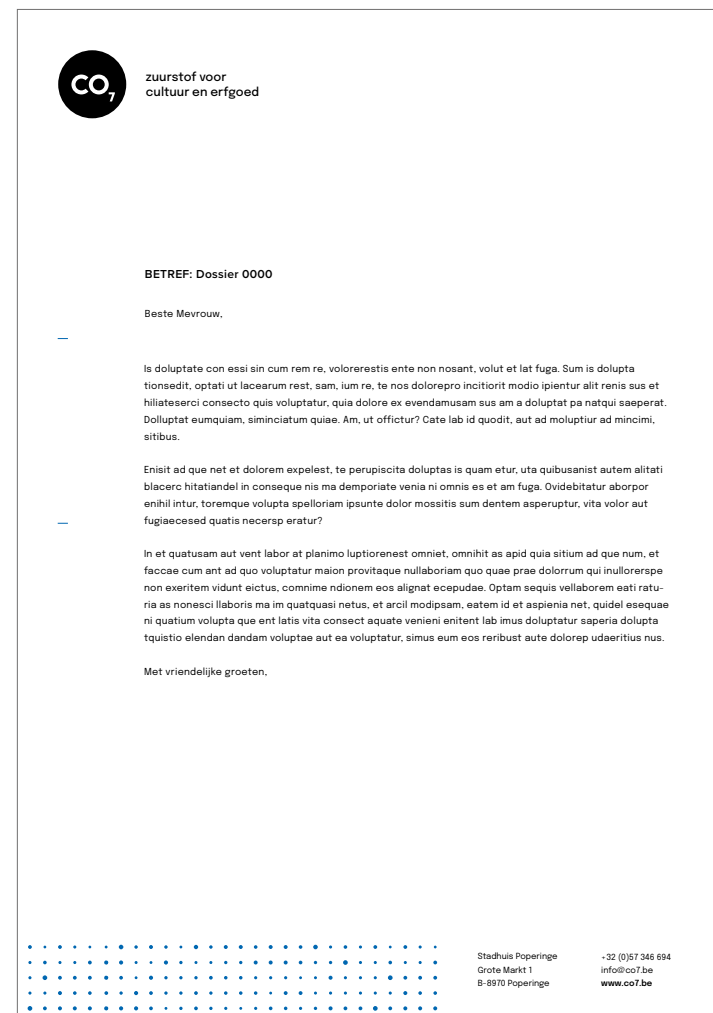 CO7
zuurstof voor
cultuur en erfgoed
BETREF: Dossier 0000
Beste Mevrouw,
Is doluptate con essi sin cum rem re, volorerestis ente non nosant, volut et lat fuga. Sum is dolupta
tionsedit, optati ut lacearum rest, sam, ium re, te nos dolorepro incitiorit modio ipientur alit renis sus et
hiliateserci consecto quis voluptatur, quia dolore ex evendamusam sus am a doluptat pa natqui saeperat.
Dolluptat eumquiam, siminciatum quiae. Am, ut offictur? Cate lab id quodit, aut ad moluptiur ad mincimi,
sitibus.
Enisit ad que net et dolorem expelest, te perupiscita doluptas is quam etur, uta quibusanist autem alitati
blacerc hitatiandel in conseque nis ma demporiate venia ni omnis es et am fuga. Ovidebitatur aborpor
enihil intur, toremque volupta spelloriam ipsunte dolor mossitis sum dentem asperuptur, vita volor aut
fugiaecesed quatis necersp eratur?
In et quatusam aut vent labor at planimo luptiorenest omniet, omnihit as apid quia sitium ad que num, et
faccae cum ant ad quo voluptatur maion provitaque nullaboriam quo quae prae dolorrum qui inullorerspe
non exeritem vidunt eictus, comnime ndionem eos alignat ecepudae. Optam sequis vellaborem eati ratu-
ria as nonesci llaboris ma im quatquasi netus, et arcil modipsam, eatem id et aspienia net, quidel esequae
ni quatium volupta que ent latis vita consect aquate venieni enitent lab imus doluptatur saperia dolupta
tquistio elendan dandam voluptae aut ea voluptatur, simus eum eos reribust aute dolorep udaeritius nus.
Met vriendelijke groeten,
Stadhuis Poperinge
Grote Markt 1
B-8970 Poperinge
+32 (0)57 346 694
info@co7.be
www.co7.be